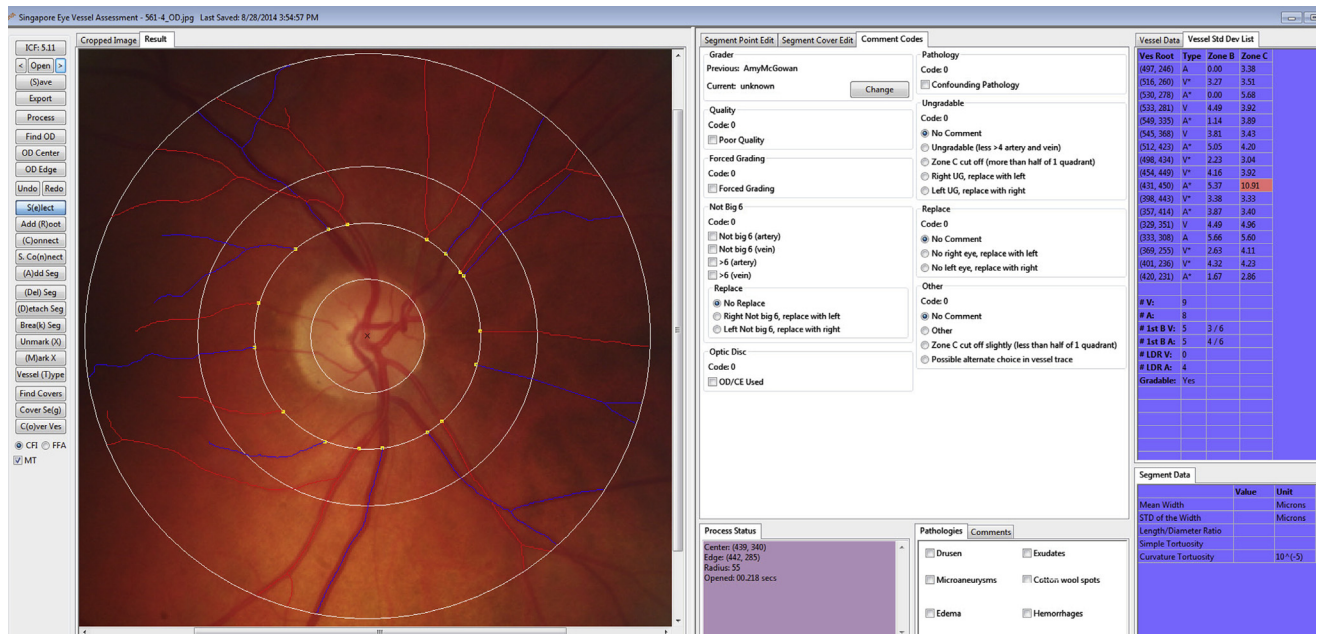 Singapore Eye Vessel Assessment - 561-4_OD.jpg Last Saved: 8/28/2014 3:54:57 PM
ICF: 5.11
< Open >
(S)ave
Export
Process
Find OD
OD Center
OD Edge
Undo Redo
S(e)lect
Add (R)oot
(C)onnect
S. Co(n)nect
(A)dd Seg
(Del) Seg
(D)etach Seg
Brea(k) Seg
Unmark (X)
(M)ark X
Vessel (T)ype
Find Covers
Cover Se(g)
C(o)ver Ves
CFI FFA
MT
Cropped Image Result
Segment Point Edit Segment Cover Edit Comment Codes
Grader
Previous: AmyMcGowan
Current: unknown Change
Quality
Code: 0
Poor Quality
Forced Grading
Code: 0
Forced Grading
Not Big 6
Code: 0
Not big 6 (artery)
Not big 6 (vein)
>6 (artery)
>6 (vein)
Replace
No Replace
Right Not big 6, replace with left
Left Not big 6, replace with right
Optic Disc
Code: 0
OD/CE Used
Pathology
Code: 0
Confounding Pathology
Ungradable
Code: 0
No Comment
Ungradable (less >4 artery and vein)
Zone C cut off (more than half of 1 quadrant)
Right UG, replace with left
Left UG, replace with right
Replace
Code: 0
No Comment
No right eye, replace with left
No left eye, replace with right
Other
Code: 0
No Comment
Other
Zone C cut off slightly (less than half of 1 quadrant)
Possible alternate choice in vessel trace
Process Status
Center: (439, 340)
Edge: (442, 285)
Radius: 55
Opened: 00.218 secs
Pathologies Comments
Drusen Exudates
Microaneurysms Cotton wool spots
Edema Hemorrhages
Vessel Data Vessel Std Dev List
Ves Root Type Zone B Zone C
(497, 246) A 0.00 3.38
(516, 260) V* 3.27 3.51
(530, 278) A* 0.00 5.68
(533, 281) V 4.49 3.92
(549, 335) A* 1.14 3.89
(545, 368) V 3.81 3.43
(512, 423) A* 5.05 4.20
(498, 434) V* 2.23 3.04
(454, 449) V* 4.16 3.92
(431, 450) A* 5.37 10.91
(398, 443) V* 3.38 3.33
(357, 414) A* 3.87 3.40
(329, 351) V 4.49 4.96
(333, 308) A 5.66 5.60
(369, 255) V* 2.63 4.11
(401, 236) V* 4.32 4.23
(420, 231) A* 1.67 2.86
# V: 9
# A: 8
# 1st B V: 5 3 / 6
# 1st B A: 5 4 / 6
# LDR V: 0
# LDR A: 4
Gradable: Yes
Segment Data
Value Unit
Mean Width Microns
STD of the Width Microns
Length/Diameter Ratio
Simple Tortuosity
Curvature Tortuosity 10^(-5)